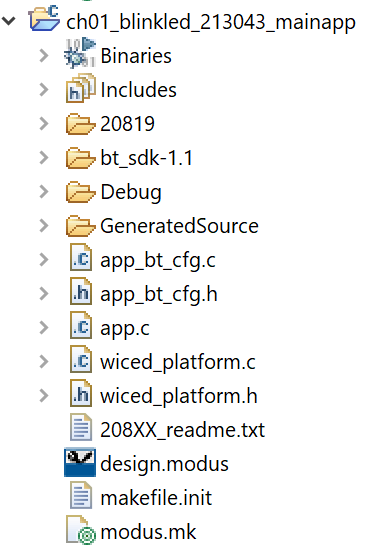 ch01_blinkled_213043_mainapp
Binaries
Includes
20819
bt_sdk-1.1
Debug
GeneratedSource
app_bt_cfg.c
app_bt_cfg.h
app.c
wiced_platform.c
wiced_platform.h
208XX_readme.txt
design.modus
makefile.init
modus.mk